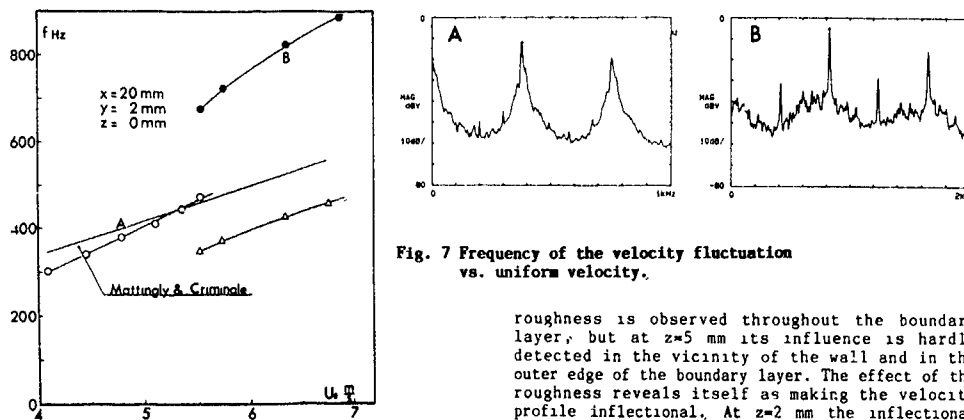 f Hz
800
600
400
200
0
x = 20 mm
y = 2 mm
z = 0 mm
B
A
Mattingly & Criminale
4
5
6
7
A
0
MAG
dBV
10dB/
-80
0
1kHz
B
0
MAG
dBV
10dB/
-80
0
Fig. 7 Frequency of the velocity fluctuation
vs. uniform velocity.
roughness is observed throughout the boundar
layer, but at z=5 mm its influence is hardl
detected in the vicinity of the wall and in th
outer edge of the boundary layer. The effect of th
roughness reveals itself as making the velocit
profile inflectional. At z=2 mm the inflectiona